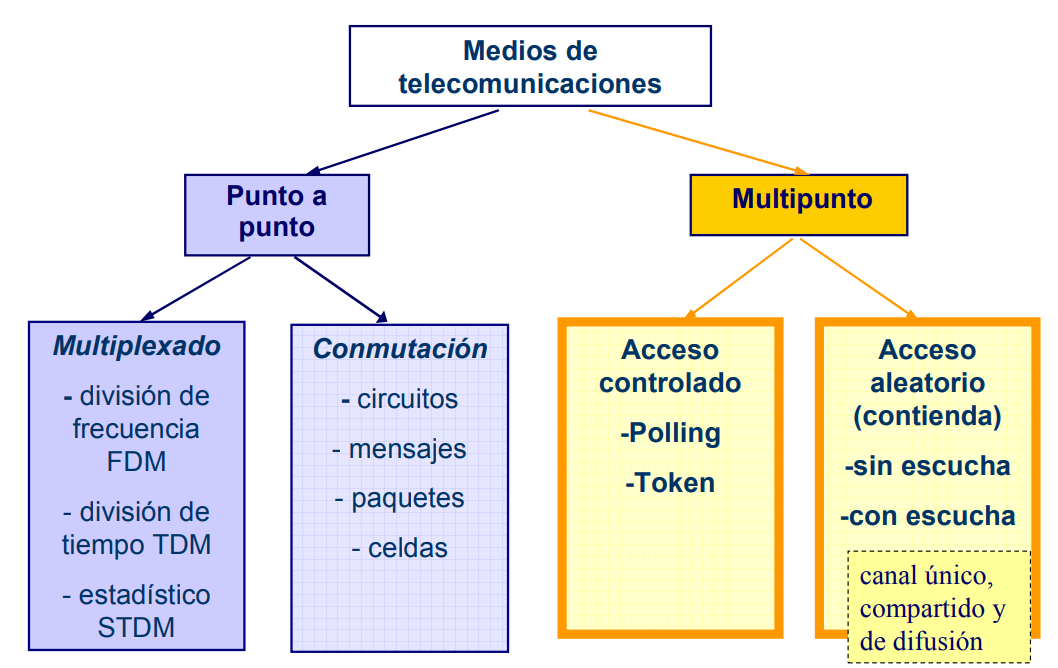 Medios de
telecomunicaciones
Punto a
punto
Multipunto
Multiplexado
- división de
frecuencia
FDM
- división de
tiempo TDM
- estadístico
STDM
Conmutación
- circuitos
- mensajes
- paquetes
- celdas
Acceso
controlado
-Polling
-Token
Acceso
aleatorio
(contienda)
-sin escucha
-con escucha
canal único,
compartido y
de difusión